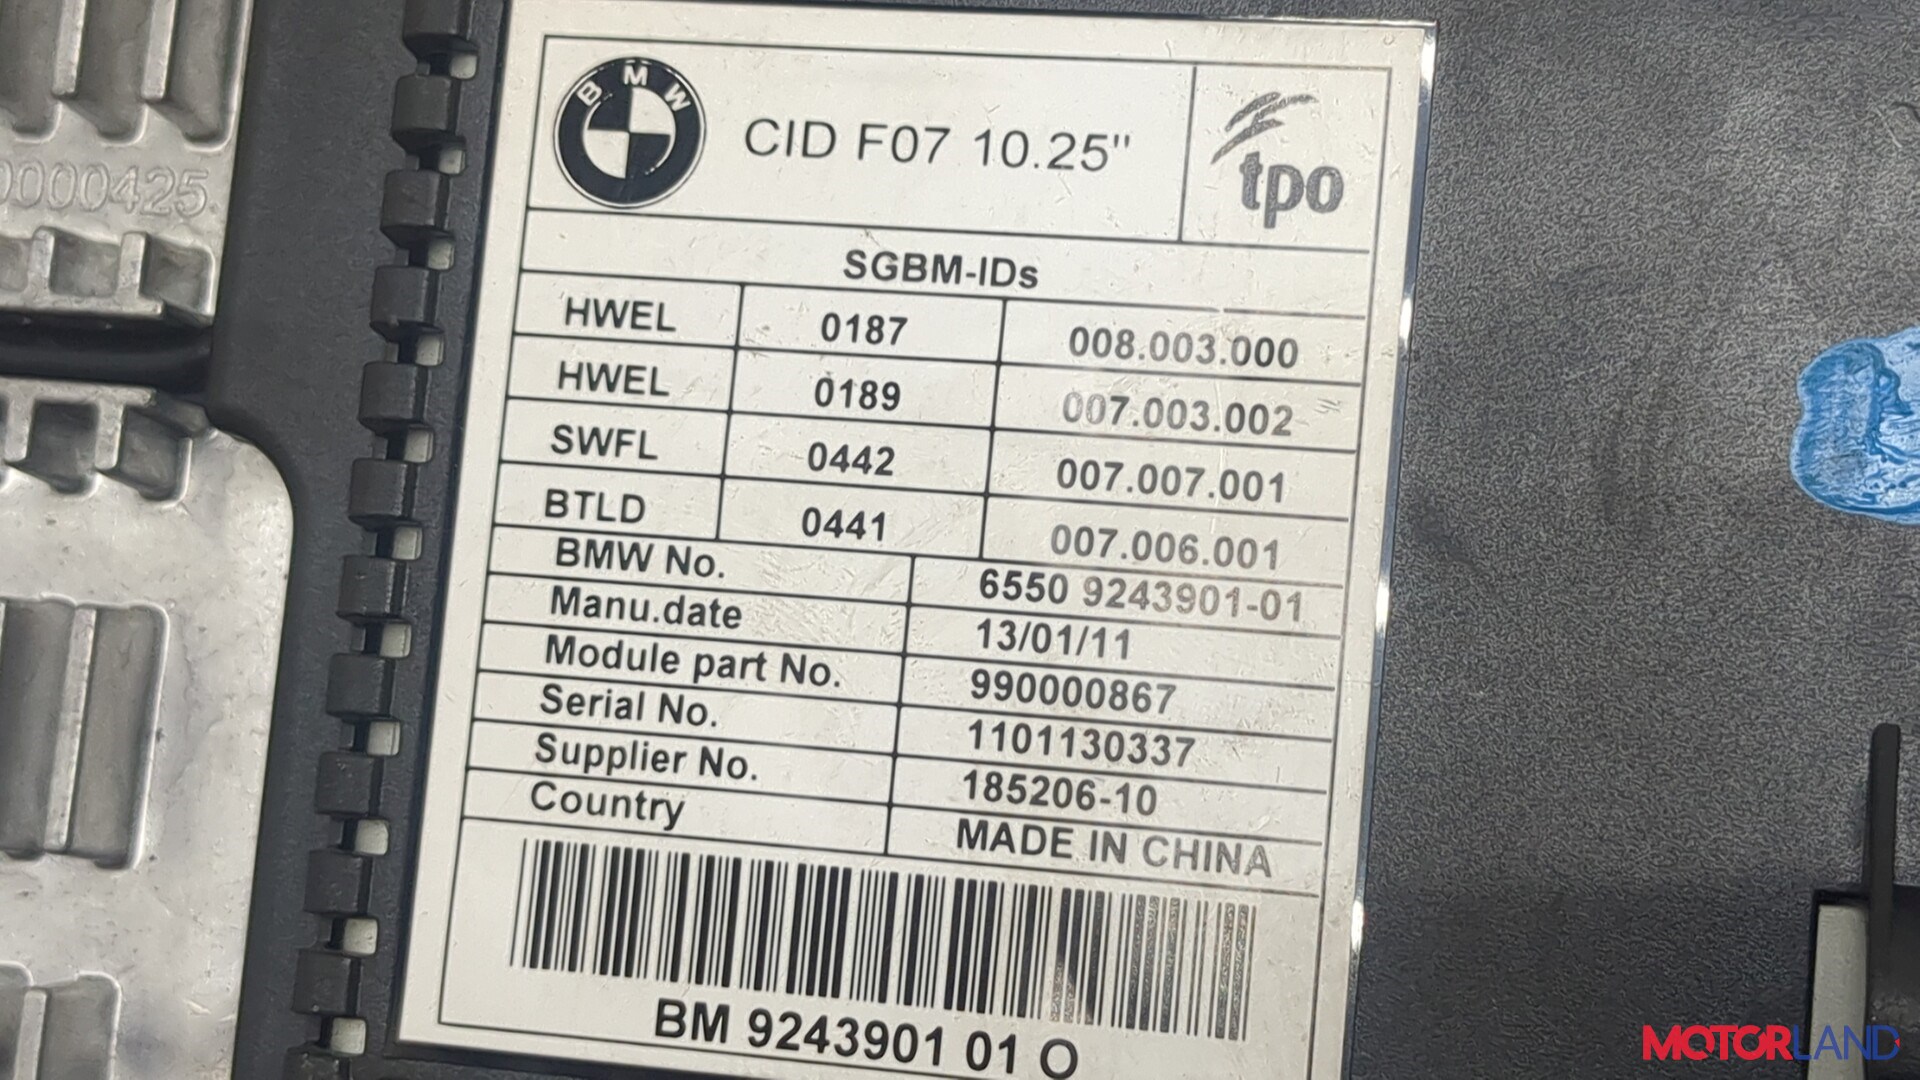 BMW
CID F07 10.25"
tpo
SGBM-IDs
HWEL 0187 008.003.000
HWEL 0189 007.003.002
SWFL 0442 007.007.001
BTLD 0441 007.006.001
BMW No. 6550 9243901-01
Manu.date 13/01/11
Module part No. 990000867
Serial No. 1101130337
Supplier No. 185206-10
Country MADE IN CHINA
BM 9243901 01 O
0000425
MOTORLAND